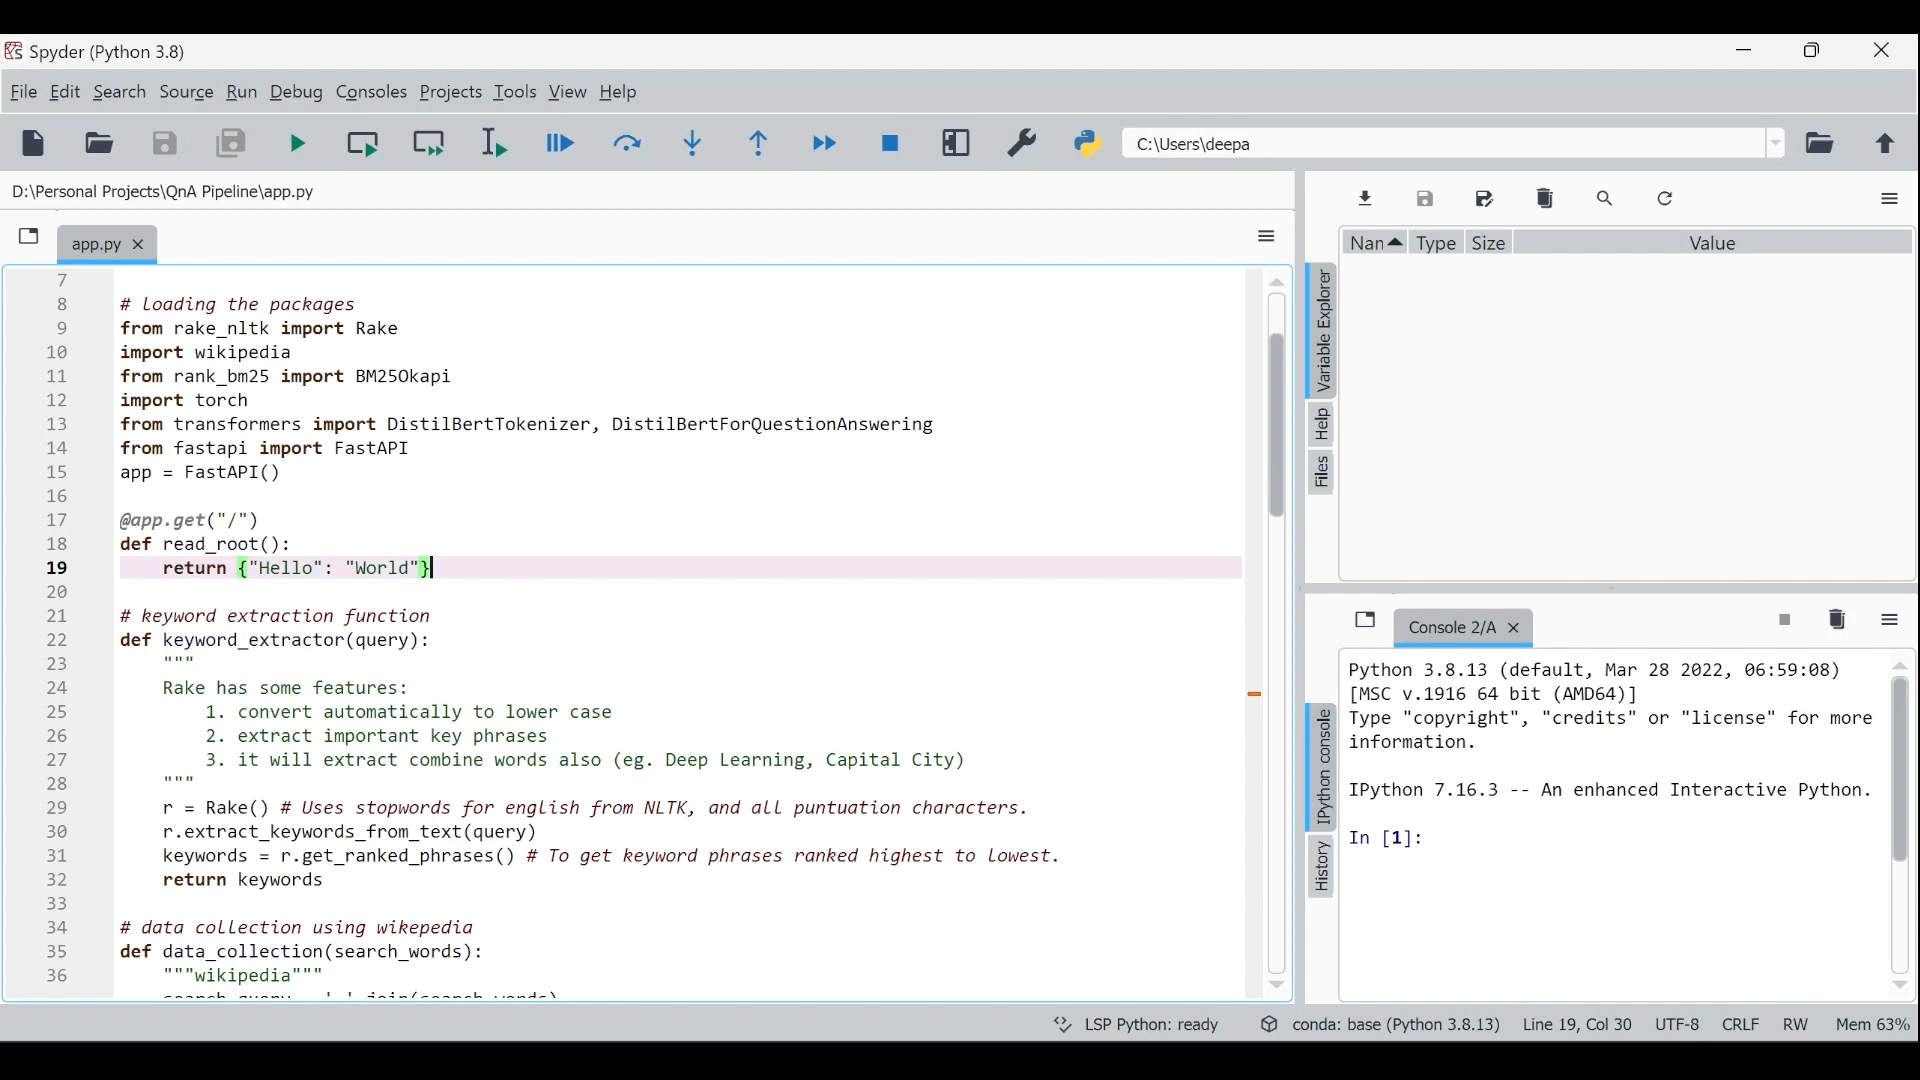 Spyder (Python 3.8)
File Edit Search Source Run Debug Consoles Projects Tools View Help
C:\Users\deepa
D:\Personal Projects\QnA Pipeline\app.py
app.py
7
8 # loading the packages
9 from rake_nltk import Rake
10 import wikipedia
11 from rank_bm25 import BM25Okapi
12 import torch
13 from transformers import DistilBertTokenizer, DistilBertForQuestionAnswering
14 from fastapi import FastAPI
15 app = FastAPI()
16
17 @app.get("/")
18 def read_root():
19     return {"Hello": "World"}
20
21 # keyword extraction function
22 def keyword_extractor(query):
23     """
24     Rake has some features:
25         1. convert automatically to lower case
26         2. extract important key phrases
27         3. it will extract combine words also (eg. Deep Learning, Capital City)
28     """
29     r = Rake() # Uses stopwords for english from NLTK, and all puntuation characters.
30     r.extract_keywords_from_text(query)
31     keywords = r.get_ranked_phrases() # To get keyword phrases ranked highest to lowest.
32     return keywords
33
34 # data collection using wikepedia
35 def data_collection(search_words):
36     """wikipedia"""
Nan Type Size Value
Variable Explorer
Help
Files
Console 2/A
Python 3.8.13 (default, Mar 28 2022, 06:59:08)
[MSC v.1916 64 bit (AMD64)]
Type "copyright", "credits" or "license" for more
information.
IPython 7.16.3 -- An enhanced Interactive Python.
In [1]:
IPython console
History
LSP Python: ready conda: base (Python 3.8.13) Line 19, Col 30 UTF-8 CRLF RW Mem 63%